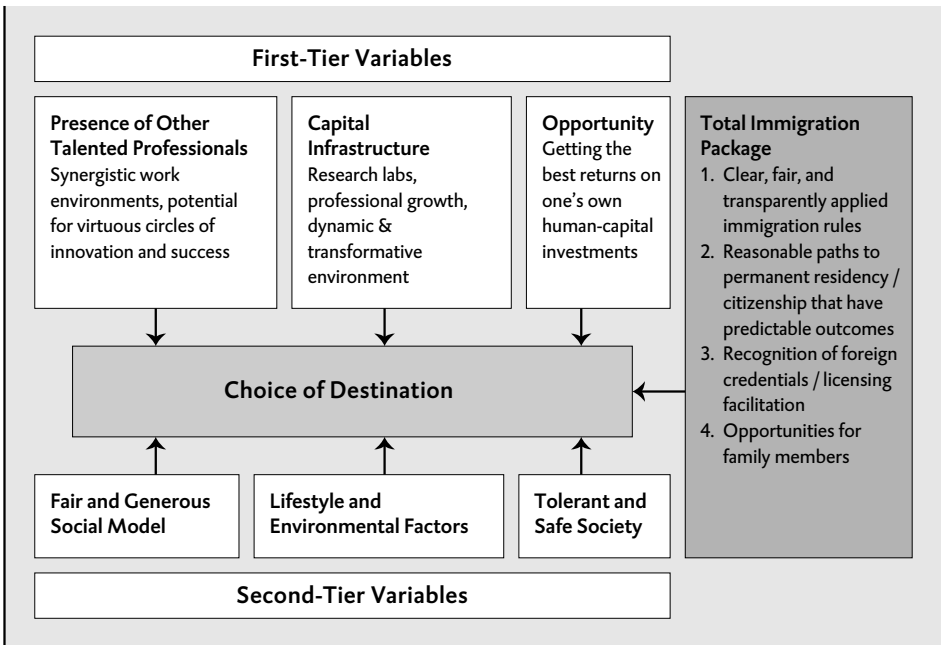 First-Tier Variables
Presence of Other
Talented Professionals
Synergistic work
environments, potential
for virtuous circles of
innovation and success
Capital
Infrastructure
Research labs,
professional growth,
dynamic &
transformative
environment
Opportunity
Getting the
best returns on
one’s own
human-capital
investments
Total Immigration
Package
1. Clear, fair, and
transparently applied
immigration rules
2. Reasonable paths to
permanent residency /
citizenship that have
predictable outcomes
3. Recognition of foreign
credentials / licensing
facilitation
4. Opportunities for
family members
Choice of Destination
Fair and Generous
Social Model
Lifestyle and
Environmental Factors
Tolerant and
Safe Society
Second-Tier Variables